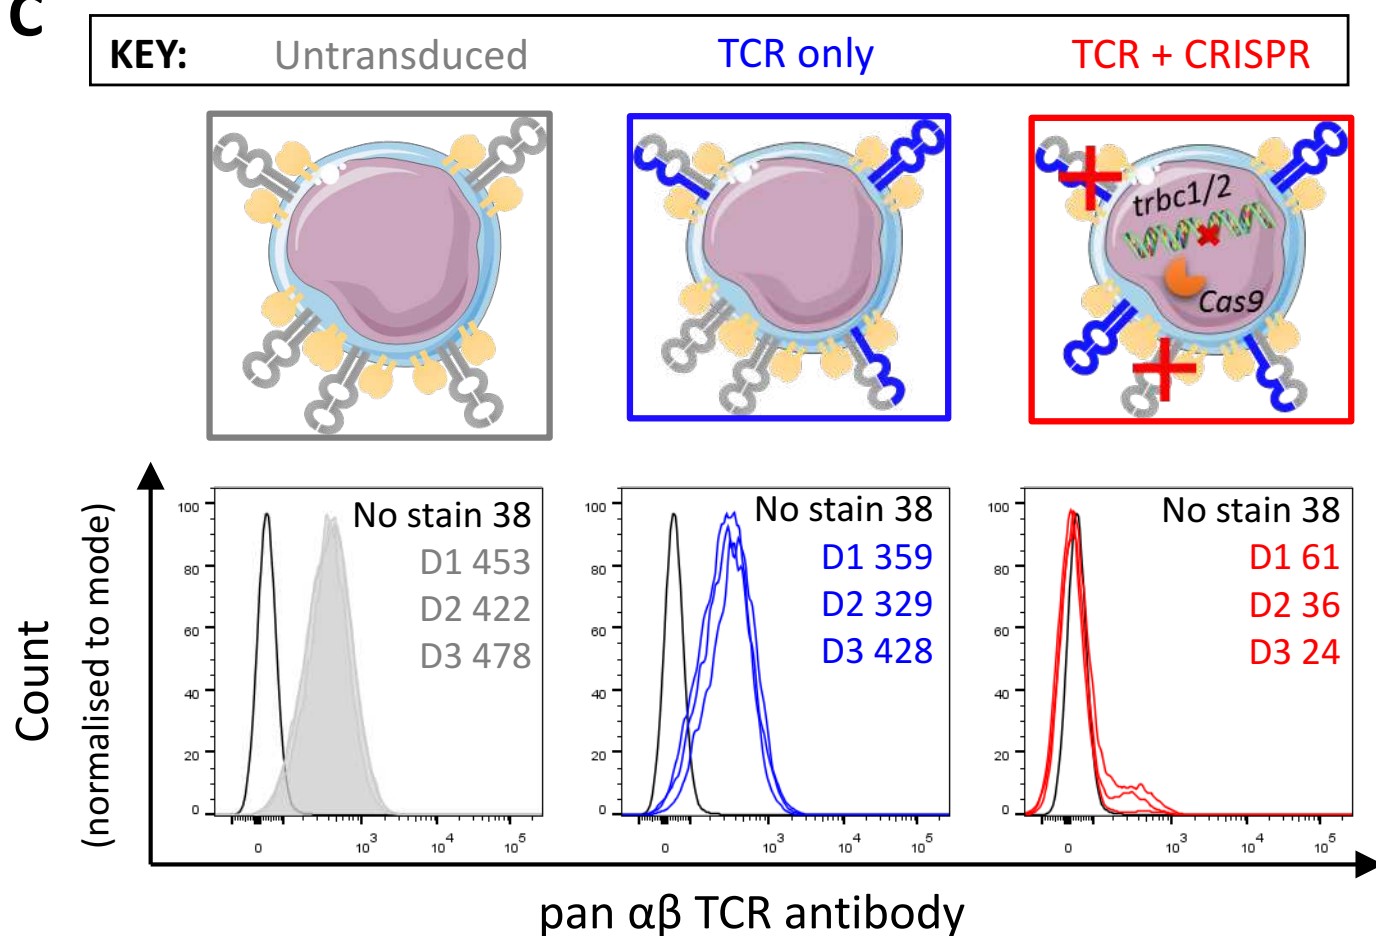 C
KEY: Untransduced TCR only TCR + CRISPR
trbc1/2
Cas9
Count
(normalised to mode)
100
80
60
40
20
0
No stain 38
D1 453
D2 422
D3 478
0 10^3 10^4 10^5
100
80
60
40
20
0
No stain 38
D1 359
D2 329
D3 428
0 10^3 10^4 10^5
100
80
60
40
20
0
No stain 38
D1 61
D2 36
D3 24
0 10^3 10^4 10^5
pan αβ TCR antibody